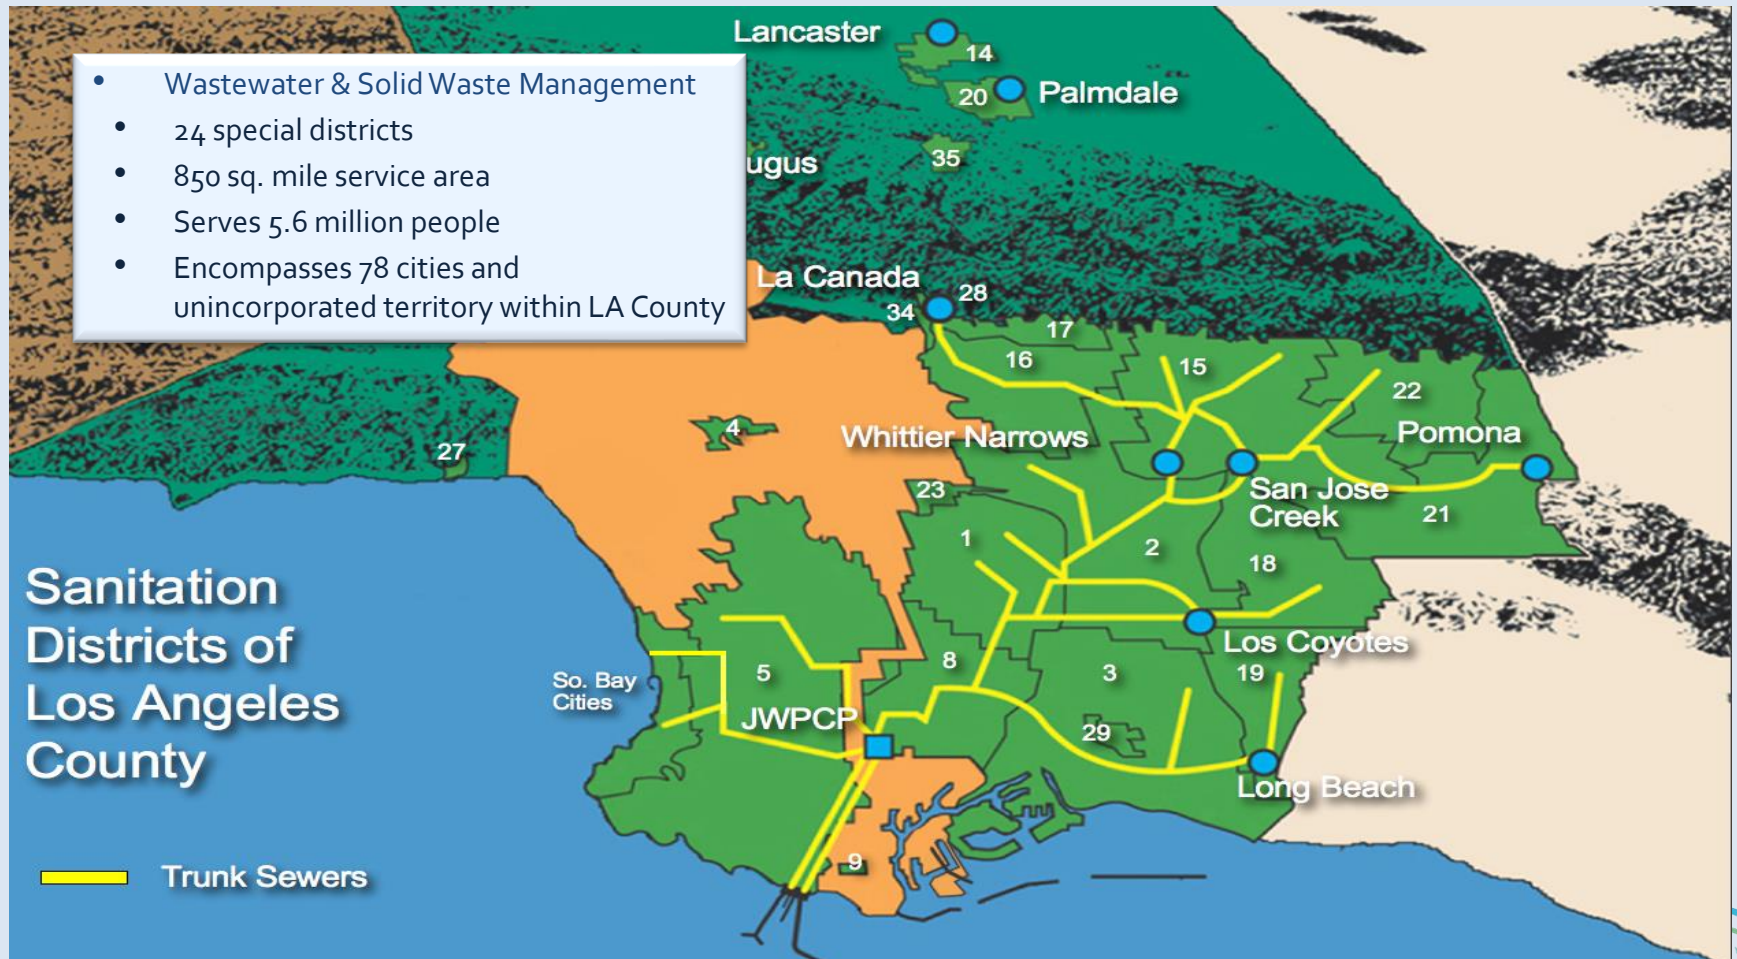 • Wastewater & Solid Waste Management
• 24 special districts
• 850 sq. mile service area
• Serves 5.6 million people
• Encompasses 78 cities and
unincorporated territory within LA County
Lancaster
14
20
Palmdale
35
ugus
La Canada
28
34
17
16
15
22
4
Whittier Narrows
Pomona
27
23
San Jose
Creek
21
1
2
18
Sanitation
Districts of
Los Angeles
County
Los Coyotes
So. Bay
Cities
5
8
3
19
JWPCP
29
Long Beach
9
Trunk Sewers